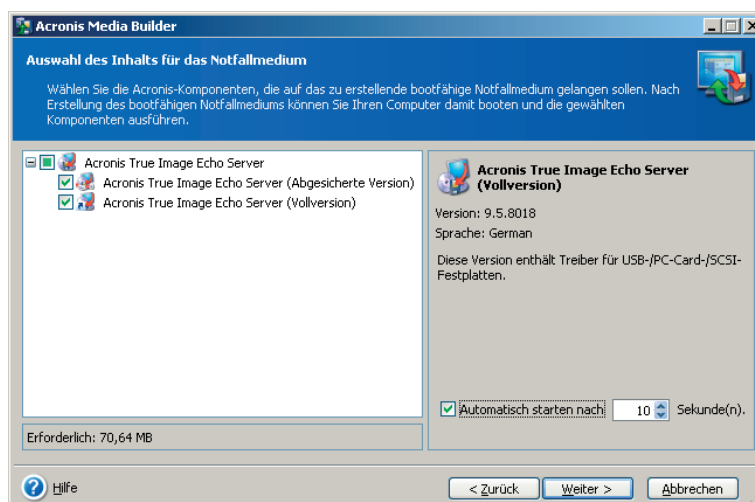 Acronis Media Builder
Auswahl des Inhalts für das Notfallmedium
Wählen Sie die Acronis-Komponenten, die auf das zu erstellende bootfähige Notfallmedium gelangen sollen. Nach
Erstellung des bootfähigen Notfallmediums können Sie Ihren Computer damit booten und die gewählten
Komponenten ausführen.
Acronis True Image Echo Server
Acronis True Image Echo Server (Abgesicherte Version)
Acronis True Image Echo Server (Vollversion)
Erforderlich: 70,64 MB
Acronis True Image Echo Server
(Vollversion)
Version: 9.5.8018
Sprache: German
Diese Version enthält Treiber für USB-/PC-Card-/SCSI-
Festplatten.
Automatisch starten nach 10 Sekunde(n).
Hilfe
< Zurück Weiter > Abbrechen